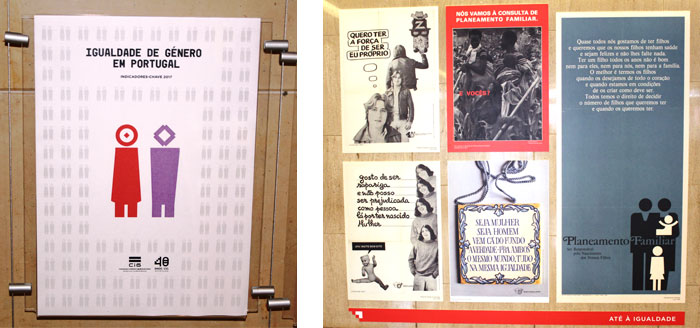 IGUALDADE DE GÉNERO
EM PORTUGAL
INDICADORES-CHAVE 2017
CIG
QUERO TER
A FORÇA
DE SER
EU PRÓPRIO
NÓS VAMOS À CONSULTA DE
PLANEAMENTO FAMILIAR.
E VOCÊS?
gosto de ser
rapariga
e não posso
ser prejudicada
como pessoa
lá por ter nascido
Mulher
SEJA MULHER
SEJA HOMEM
VEM CÁ DO FUNDO
A VERDADE PRA AMBOS
O MESMO MUNDO, TUDO
NA MESMA IGUALDADE
Quase todos nós gostamos de ter filhos
e queremos que os nossos filhos tenham saúde
e sejam felizes e não lhes falte nada.
Ter um filho todos os anos não é bom
nem para eles, nem para nós, nem para a família.
O melhor é termos os filhos
quando os desejamos de todo o coração
e quando estamos em condições
de os criar como deve ser.
Todos temos o direito de decidir
o número de filhos que queremos ter
e quando os queremos ter.
Planeamento Familiar
ATÉ À IGUALDADE